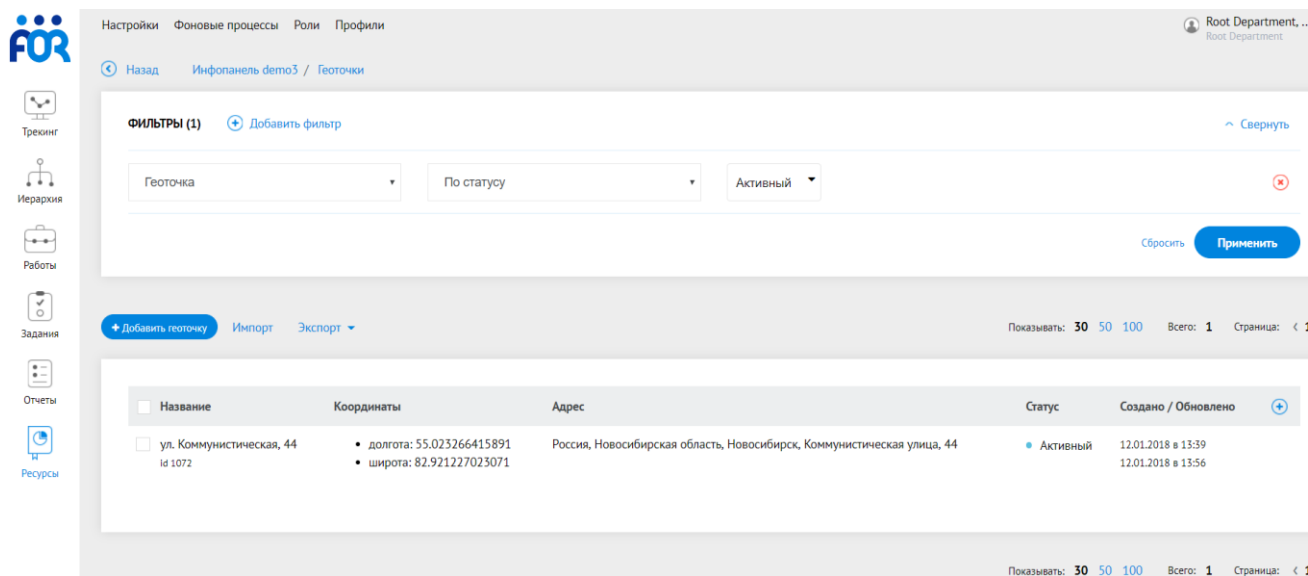 FOR
Настройки Фоновые процессы Роли Профили
Root Department, ..
Root Department
Назад Инфопанель demo3 / Геоточки
Трекинг
Иерархия
Работы
Задания
Отчеты
Ресурсы
ФИЛЬТРЫ (1) Добавить фильтр Свернуть
Геоточка По статусу Активный
Сбросить Применить
+ Добавить геоточку Импорт Экспорт Показывать: 30 50 100 Всего: 1 Страница: < 1
Название Координаты Адрес Статус Создано / Обновлено
ул. Коммунистическая, 44 • долгота: 55.023266415891 Россия, Новосибирская область, Новосибирск, Коммунистическая улица, 44 • Активный 12.01.2018 в 13:39
Id 1072 • широта: 82.921227023071 12.01.2018 в 13:56
Показывать: 30 50 100 Всего: 1 Страница: < 1